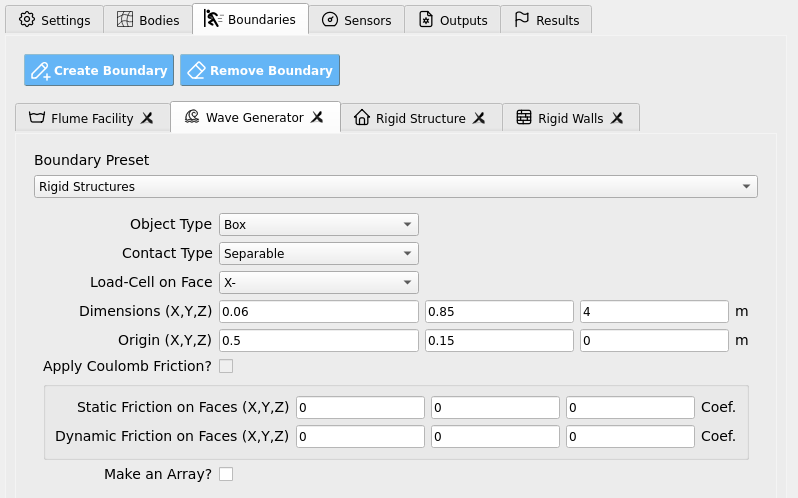 Settings Bodies Boundaries Sensors Outputs Results
Create Boundary Remove Boundary
Flume Facility Wave Generator Rigid Structure Rigid Walls
Boundary Preset
Rigid Structures
Object Type Box
Contact Type Separable
Load-Cell on Face X-
Dimensions (X,Y,Z) 0.06 0.85 4 m
Origin (X,Y,Z) 0.5 0.15 0 m
Apply Coulomb Friction?
Static Friction on Faces (X,Y,Z) 0 0 0 Coef.
Dynamic Friction on Faces (X,Y,Z) 0 0 0 Coef.
Make an Array?